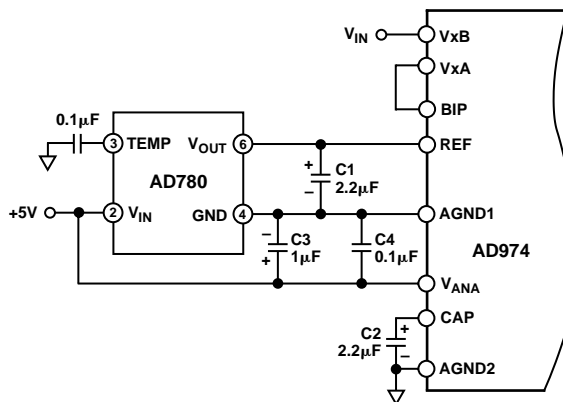 V_IN
VxB
VxA
BIP
0.1μF
3
TEMP
V_OUT
6
REF
+
C1
–
2.2μF
AD780
+5V
2
V_IN
GND
4
AGND1
–
C3
+
1μF
C4
0.1μF
AD974
V_ANA
CAP
C2
+
2.2μF
–
AGND2